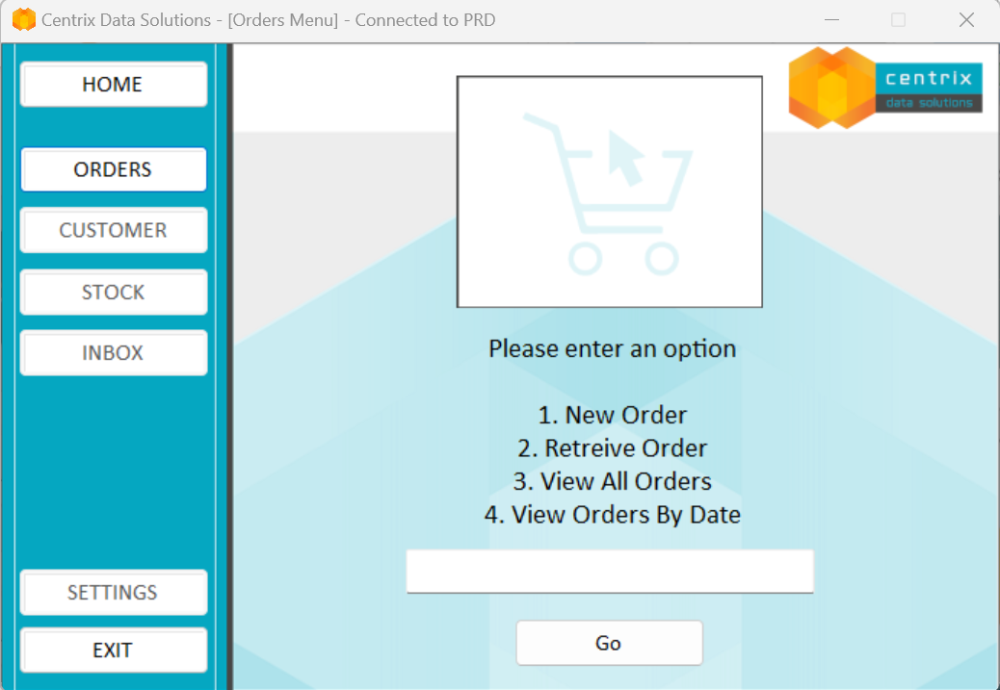 Centrix Data Solutions - [Orders Menu] - Connected to PRD
HOME
ORDERS
CUSTOMER
STOCK
INBOX
SETTINGS
EXIT
centrix
data solutions
Please enter an option
1. New Order
2. Retreive Order
3. View All Orders
4. View Orders By Date
Go